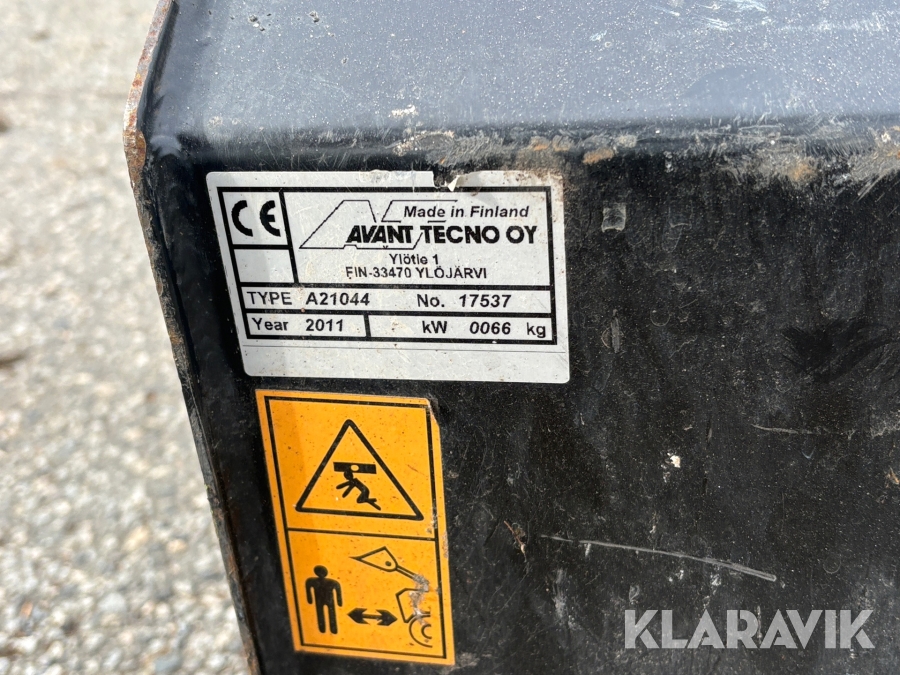 CE
Made in Finland
AVANT TECNO OY
Ylötie 1
FIN-33470 YLÖJÄRVI
TYPE A21044 No. 17537
Year 2011 kW 0066 kg
KLARAVIK